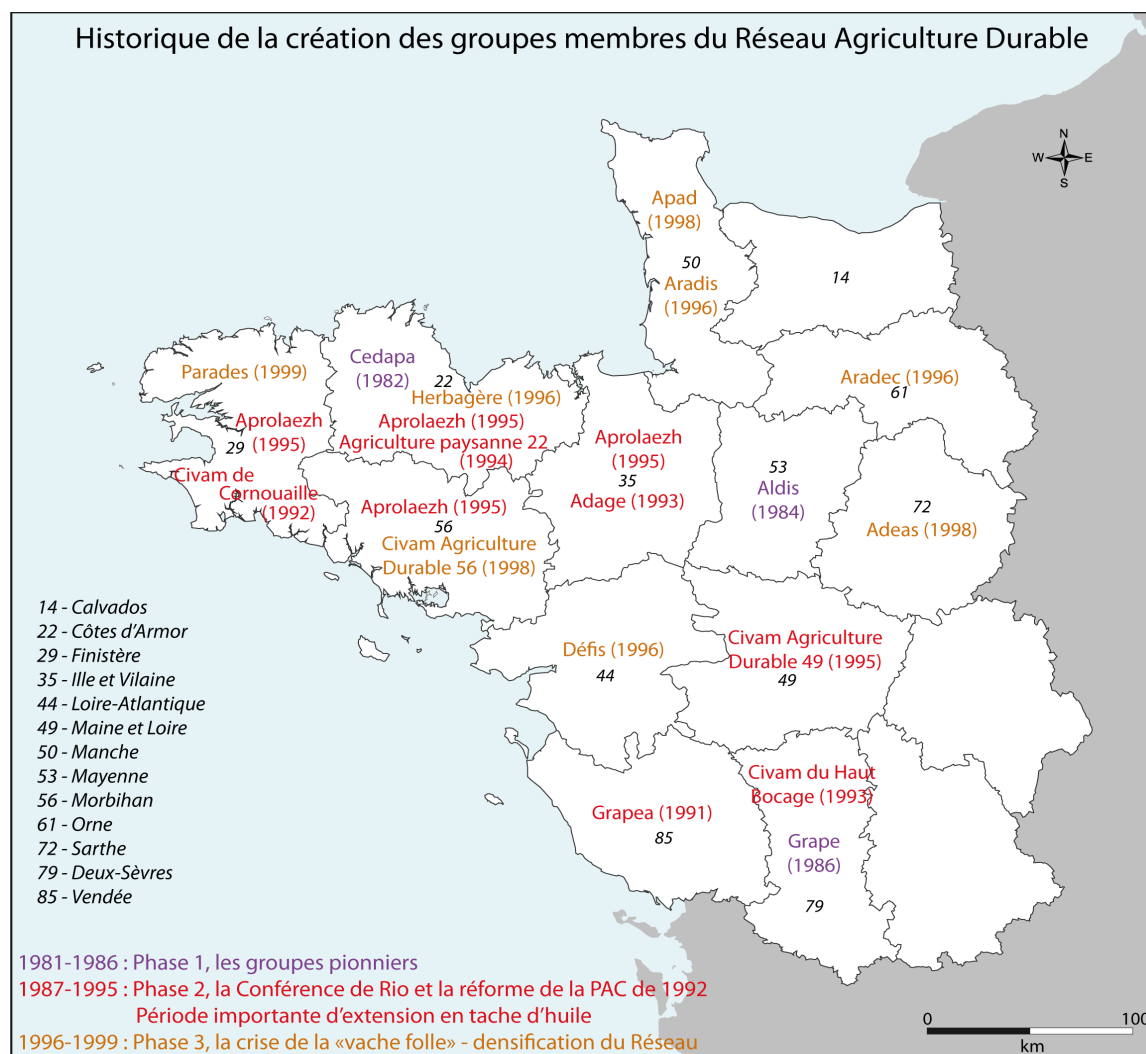 Historique de la création des groupes membres du Réseau Agriculture Durable
N
W E
S
Apad
(1998)
50
Aradis
(1996)
14
Parades (1999)
Cedapa
(1982)
22
Herbagère (1996)
Aprolaezh (1995)
Agriculture paysanne 22
(1994)
Aradec (1996)
61
Aprolaezh
(1995)
29
Civam de
Cornouaille
(1992)
Aprolaezh
(1995)
35
Adage (1993)
53
Aldis
(1984)
72
Adeas (1998)
Aprolaezh (1995)
56
Civam Agriculture
Durable 56 (1998)
Défis (1996)
44
Civam Agriculture
Durable 49 (1995)
49
Grapea (1991)
85
Civam du Haut
Bocage (1993)
Grape
(1986)
79
14 - Calvados
22 - Côtes d'Armor
29 - Finistère
35 - Ille et Vilaine
44 - Loire-Atlantique
49 - Maine et Loire
50 - Manche
53 - Mayenne
56 - Morbihan
61 - Orne
72 - Sarthe
79 - Deux-Sèvres
85 - Vendée
1981-1986 : Phase 1, les groupes pionniers
1987-1995 : Phase 2, la Conférence de Rio et la réforme de la PAC de 1992
Période importante d'extension en tache d'huile
1996-1999 : Phase 3, la crise de la «vache folle» - densification du Réseau
0 100
km